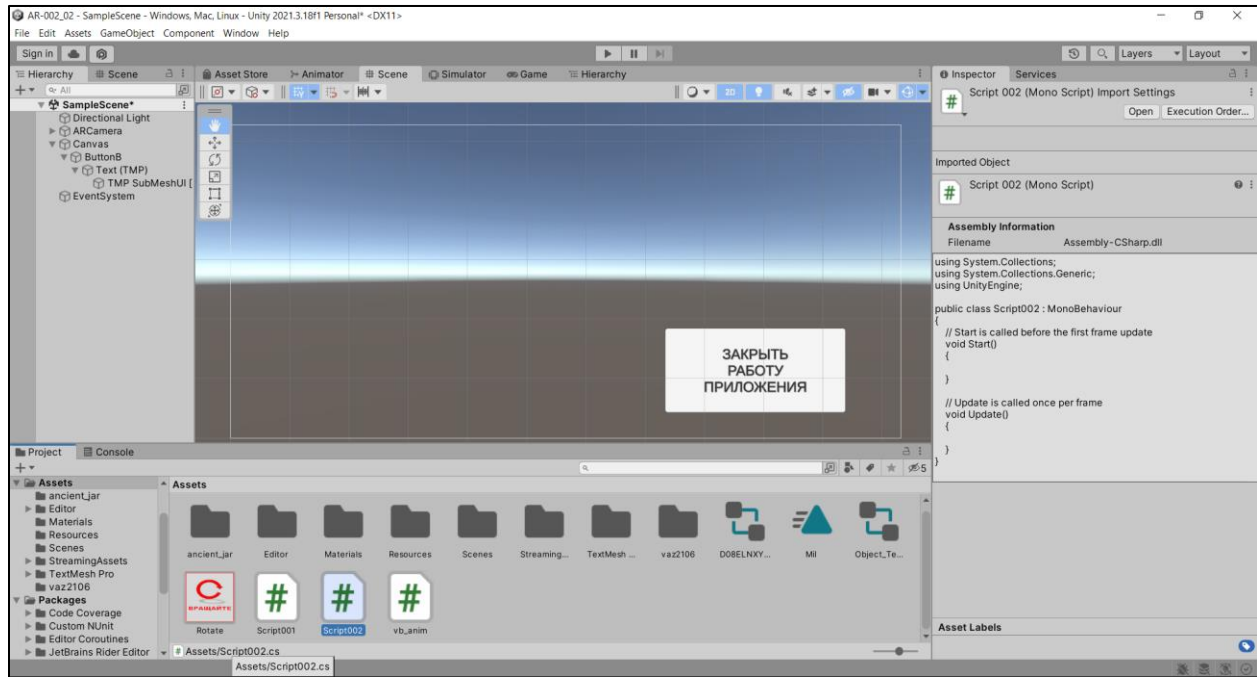 AR-002_02 - SampleScene - Windows, Mac, Linux - Unity 2021.3.18f1 Personal* <DX11>
File Edit Assets GameObject Component Window Help
Sign in
Layers
Layout
Hierarchy
Scene
Asset Store
Animator
Scene
Simulator
Game
Hierarchy
Inspector
Services
All
2D
SampleScene*
Directional Light
ARCamera
Canvas
ButtonB
Text (TMP)
TMP SubMeshUI [
EventSystem
ЗАКРЫТЬ
РАБОТУ
ПРИЛОЖЕНИЯ
Script 002 (Mono Script) Import Settings
Open
Execution Order...
Imported Object
Script 002 (Mono Script)
Assembly Information
Filename Assembly-CSharp.dll
using System.Collections;
using System.Collections.Generic;
using UnityEngine;
public class Script002 : MonoBehaviour
{
// Start is called before the first frame update
void Start()
{
}
// Update is called once per frame
void Update()
{
}
}
Asset Labels
Project
Console
5
Assets
ancient_jar
Editor
Materials
Resources
Scenes
StreamingAssets
TextMesh Pro
vaz2106
Packages
Code Coverage
Custom NUnit
Editor Coroutines
JetBrains Rider Editor
Assets
ancient_jar
Editor
Materials
Resources
Scenes
Streaming...
TextMesh ...
vaz2106
D08ELNXY...
Mil
Object_Te...
ВРАЩАЙТЕ
Rotate
Script001
Script002
vb_anim
Assets/Script002.cs
Assets/Script002.cs